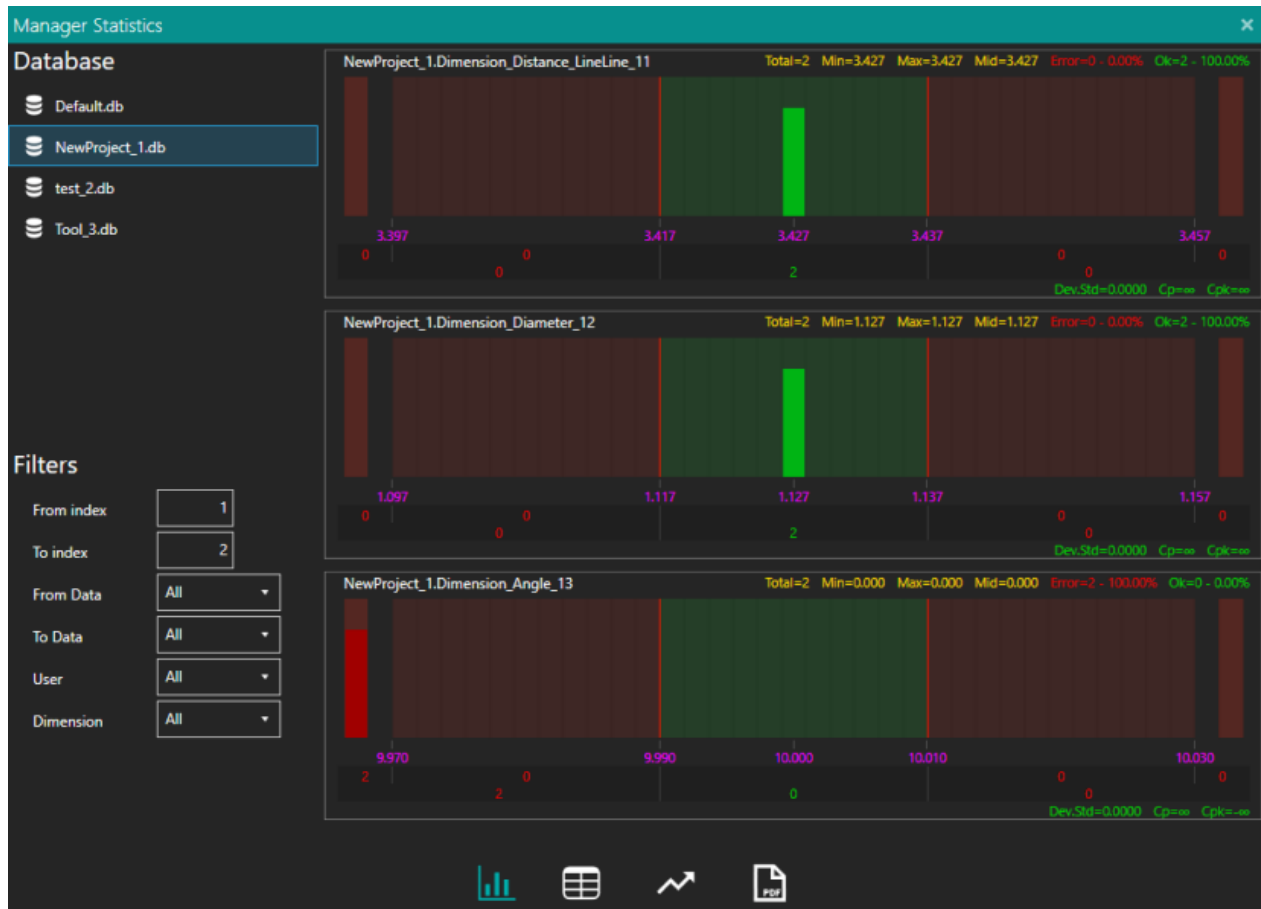 Manager Statistics ×
Database
Default.db
NewProject_1.db
test_2.db
Tool_3.db
Filters
From index 1
To index 2
From Data All
To Data All
User All
Dimension All
NewProject_1.Dimension_Distance_LineLine_11 Total=2 Min=3.427 Max=3.427 Mid=3.427 Error=0 - 0.00% Ok=2 - 100.00%
3.397 3.417 3.427 3.437 3.457
0 0 0 0
0 2 0
Dev.Std=0.0000 Cp=∞ Cpk=∞
NewProject_1.Dimension_Diameter_12 Total=2 Min=1.127 Max=1.127 Mid=1.127 Error=0 - 0.00% Ok=2 - 100.00%
1.097 1.117 1.127 1.137 1.157
0 0 0 0
0 2 0
Dev.Std=0.0000 Cp=∞ Cpk=∞
NewProject_1.Dimension_Angle_13 Total=2 Min=0.000 Max=0.000 Mid=0.000 Error=2 - 100.00% Ok=0 - 0.00%
9.970 9.990 10.000 10.010 10.030
2 0 0 0
2 0 0
Dev.Std=0.0000 Cp=∞ Cpk=-∞
PDF